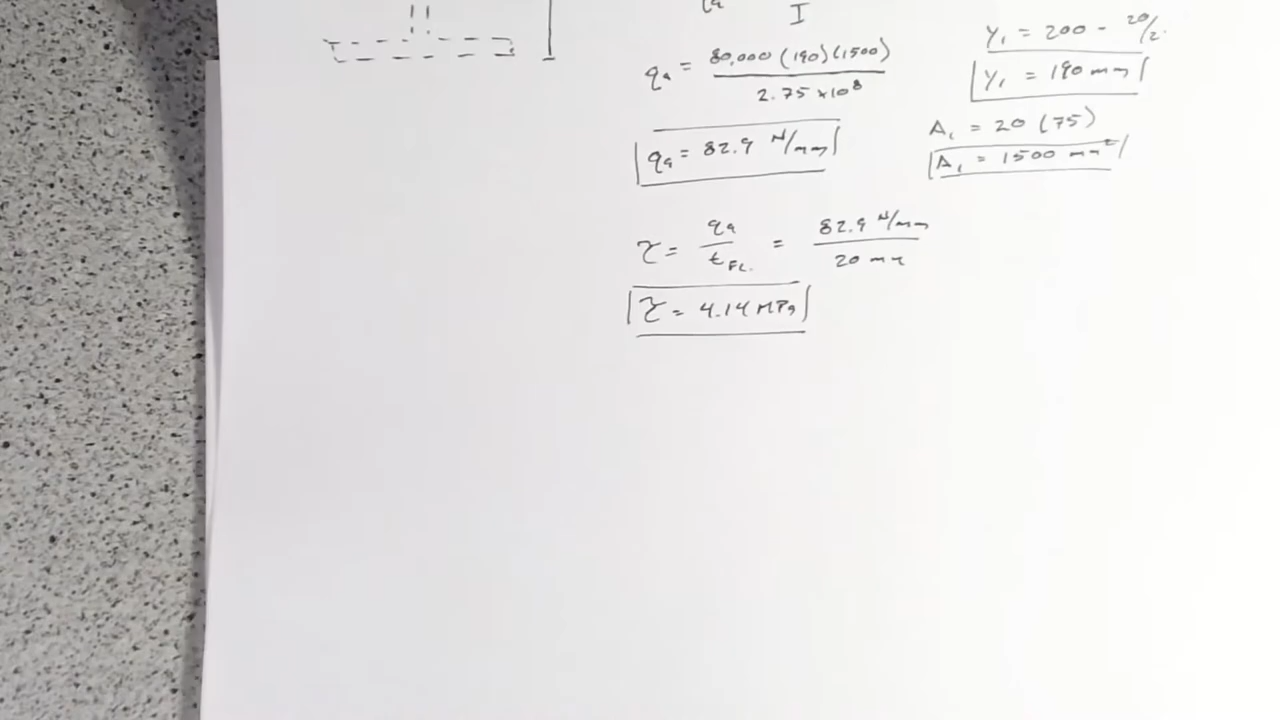 I
q_a = 80,000 (190)(1500) / 2.75 × 10⁸
q_a = 82.9 N/mm
τ = q_a / t_FL. = 82.9 N/mm / 20 mm
τ = 4.14 MPa
y₁ = 200 - 20/2.
y₁ = 190 mm
A₁ = 20 (75)
A₁ = 1500 mm²